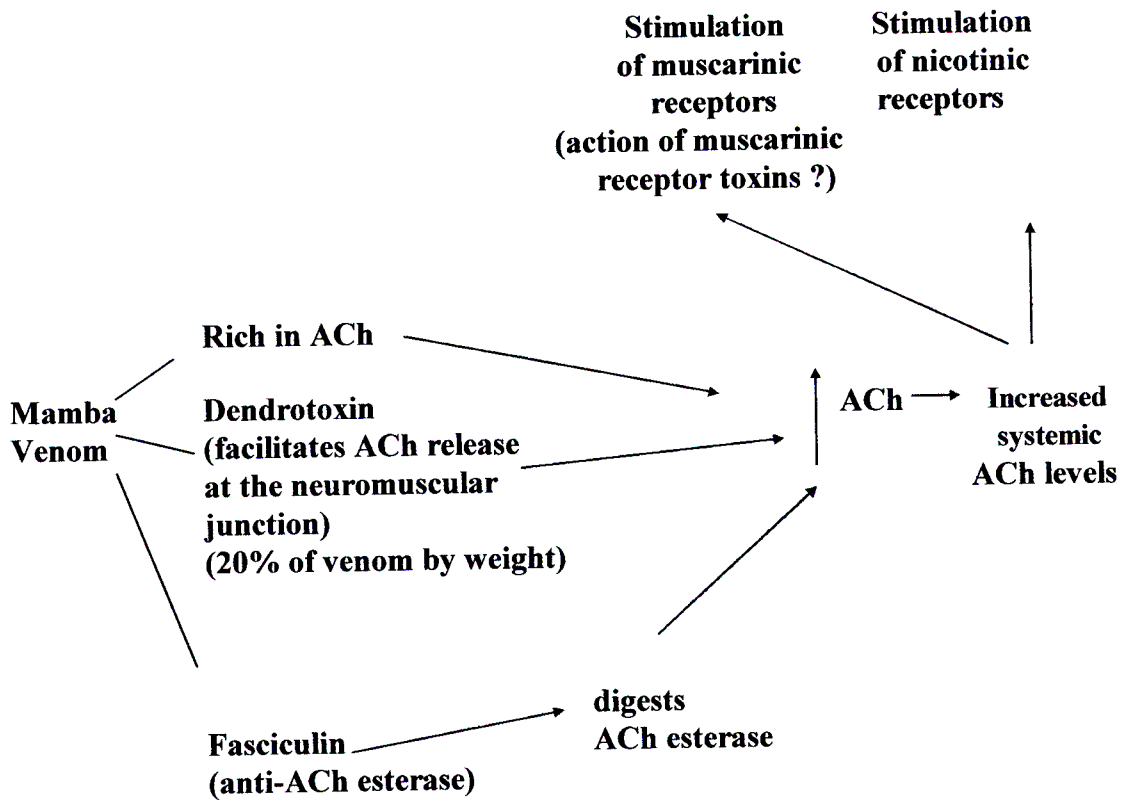 Stimulation
of muscarinic
receptors
(action of muscarinic
receptor toxins ?)
Stimulation
of nicotinic
receptors
Rich in ACh
Mamba
Venom
Dendrotoxin
(facilitates ACh release
at the neuromuscular
junction)
(20% of venom by weight)
ACh
Increased
systemic
ACh levels
Fasciculin
(anti-ACh esterase)
digests
ACh esterase